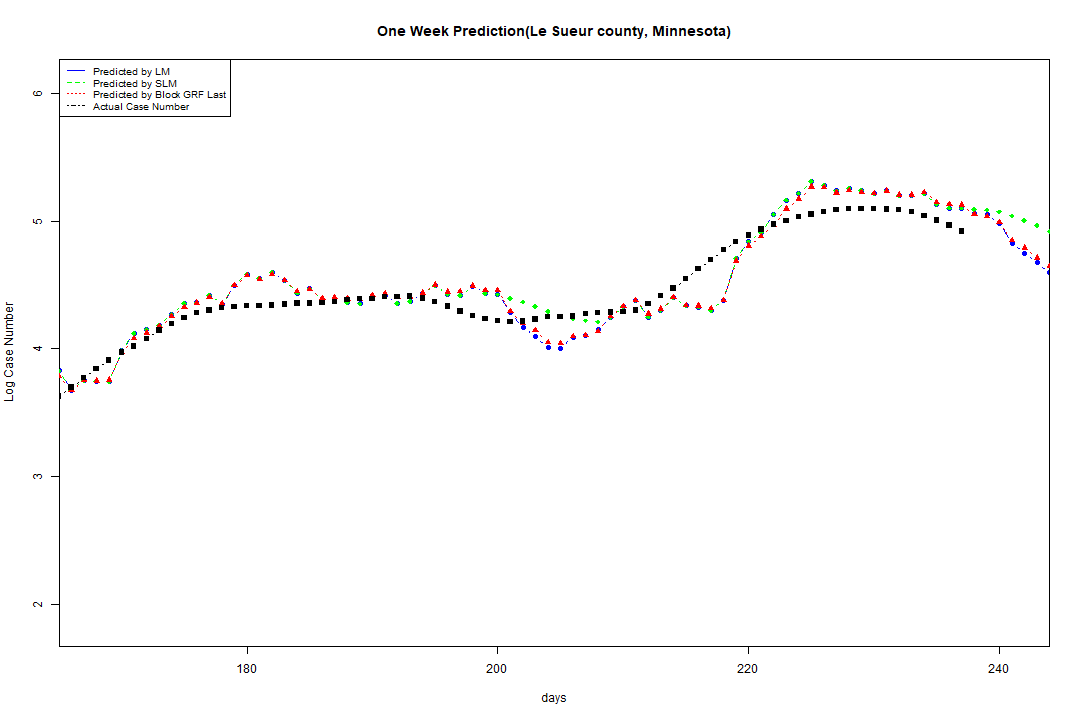 One Week Prediction(Le Sueur county, Minnesota)
Predicted by LM
Predicted by SLM
Predicted by Block GRF Last
Actual Case Number
6
5
4
3
2
Log Case Number
180 200 220 240
days